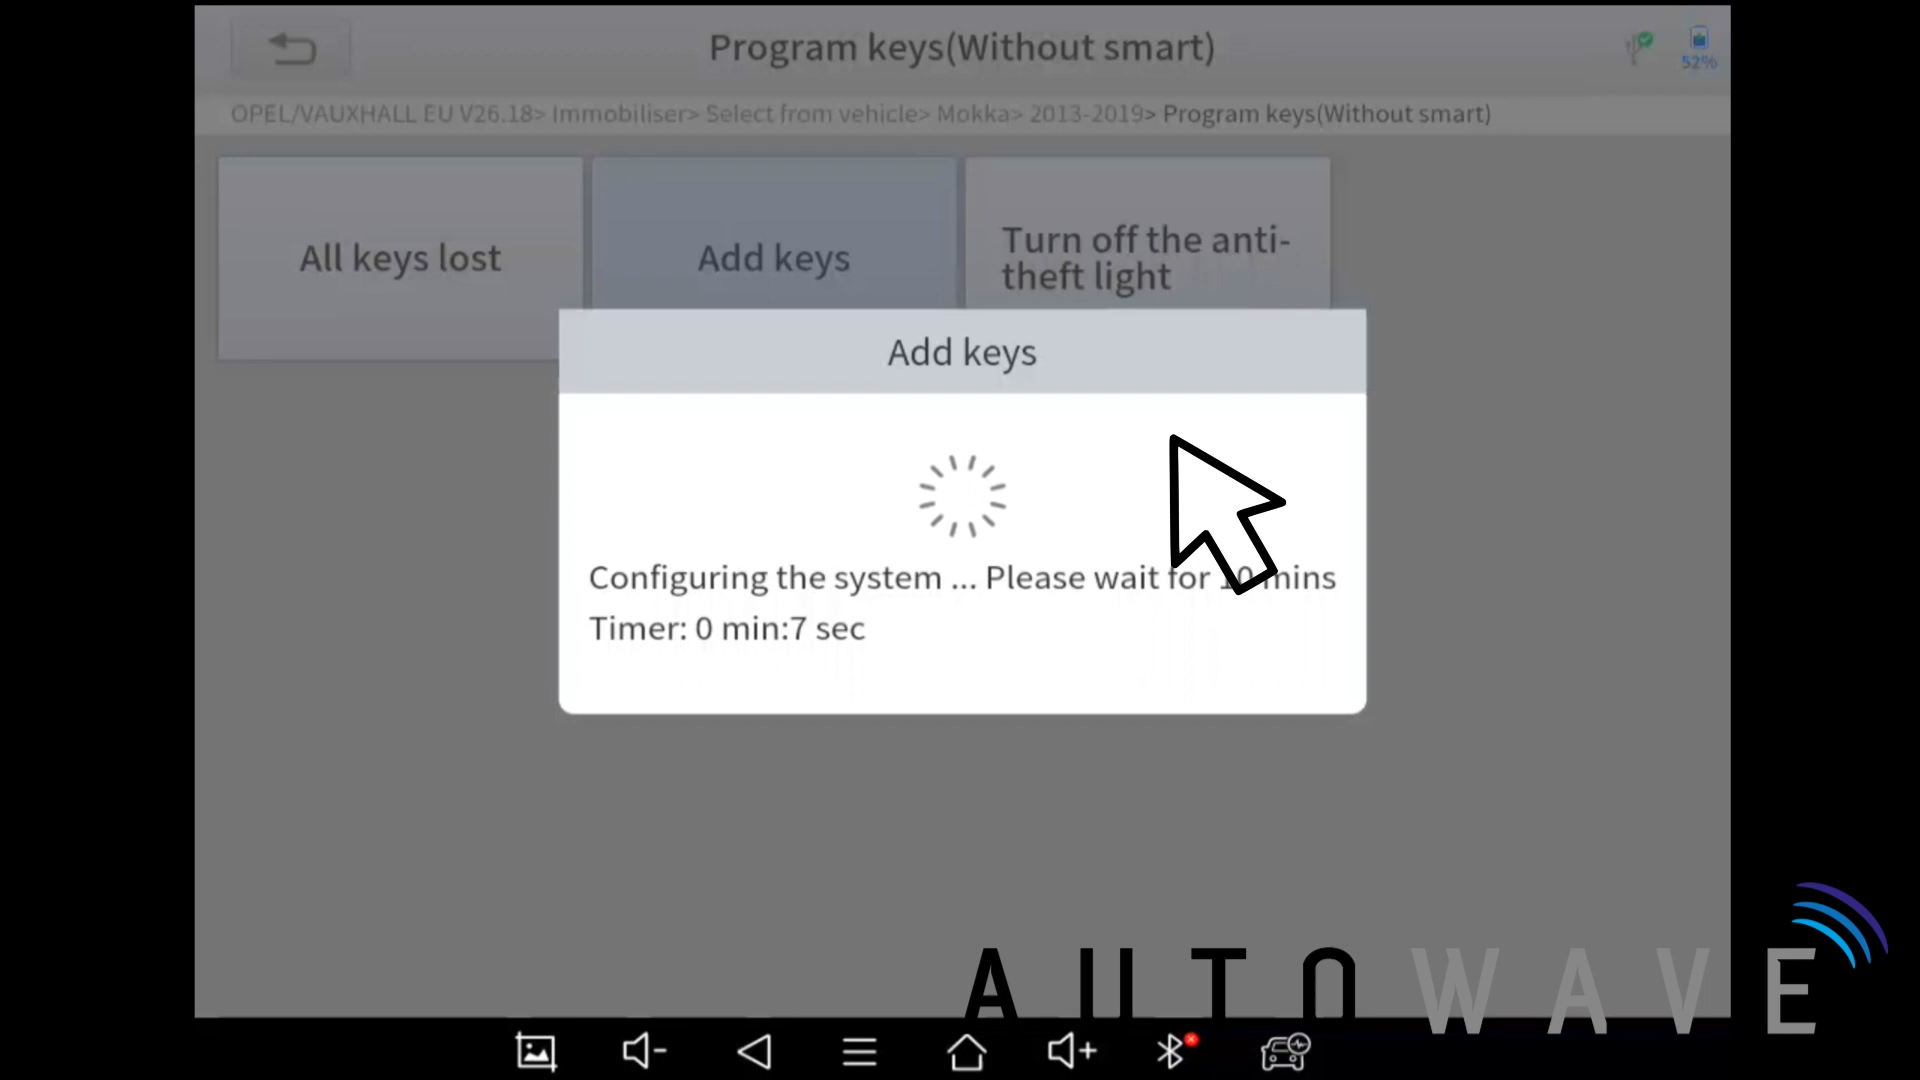 Program keys(Without smart)
52%
OPEL/VAUXHALL EU V26.18> Immobiliser> Select from vehicle> Mokka> 2013-2019> Program keys(Without smart)
All keys lost
Add keys
Turn off the anti-
theft light
Add keys
Configuring the system ... Please wait for 10 mins
Timer: 0 min:7 sec
AUTOWAVE